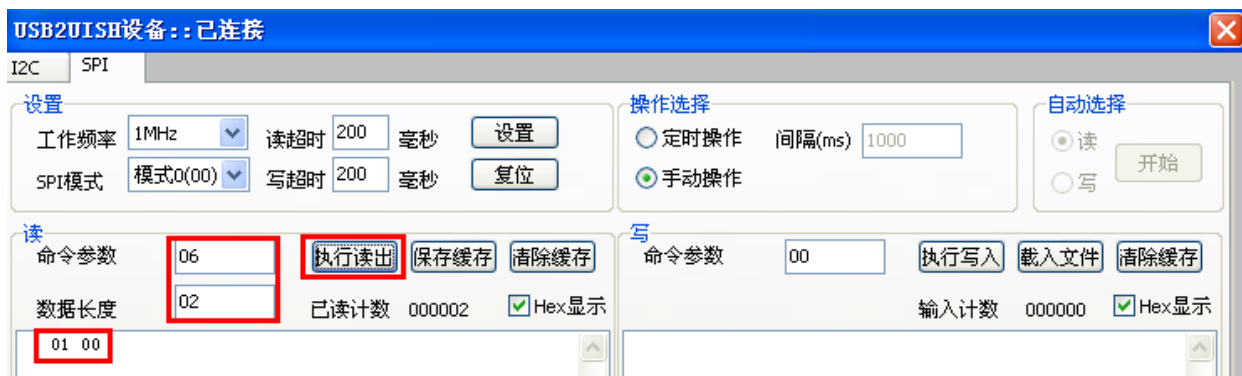 USB2UISH设备::已连接
I2C SPI
设置 操作选择 自动选择
工作频率 1MHz 读超时 200 毫秒 设置 定时操作 间隔(ms) 1000 读 开始
SPI模式 模式0(00) 写超时 200 毫秒 复位 手动操作 写
读 写
命令参数 06 执行读出 保存缓存 清除缓存 命令参数 00 执行写入 载入文件 清除缓存
数据长度 02 已读计数 000002 Hex显示 输入计数 000000 Hex显示
01 00